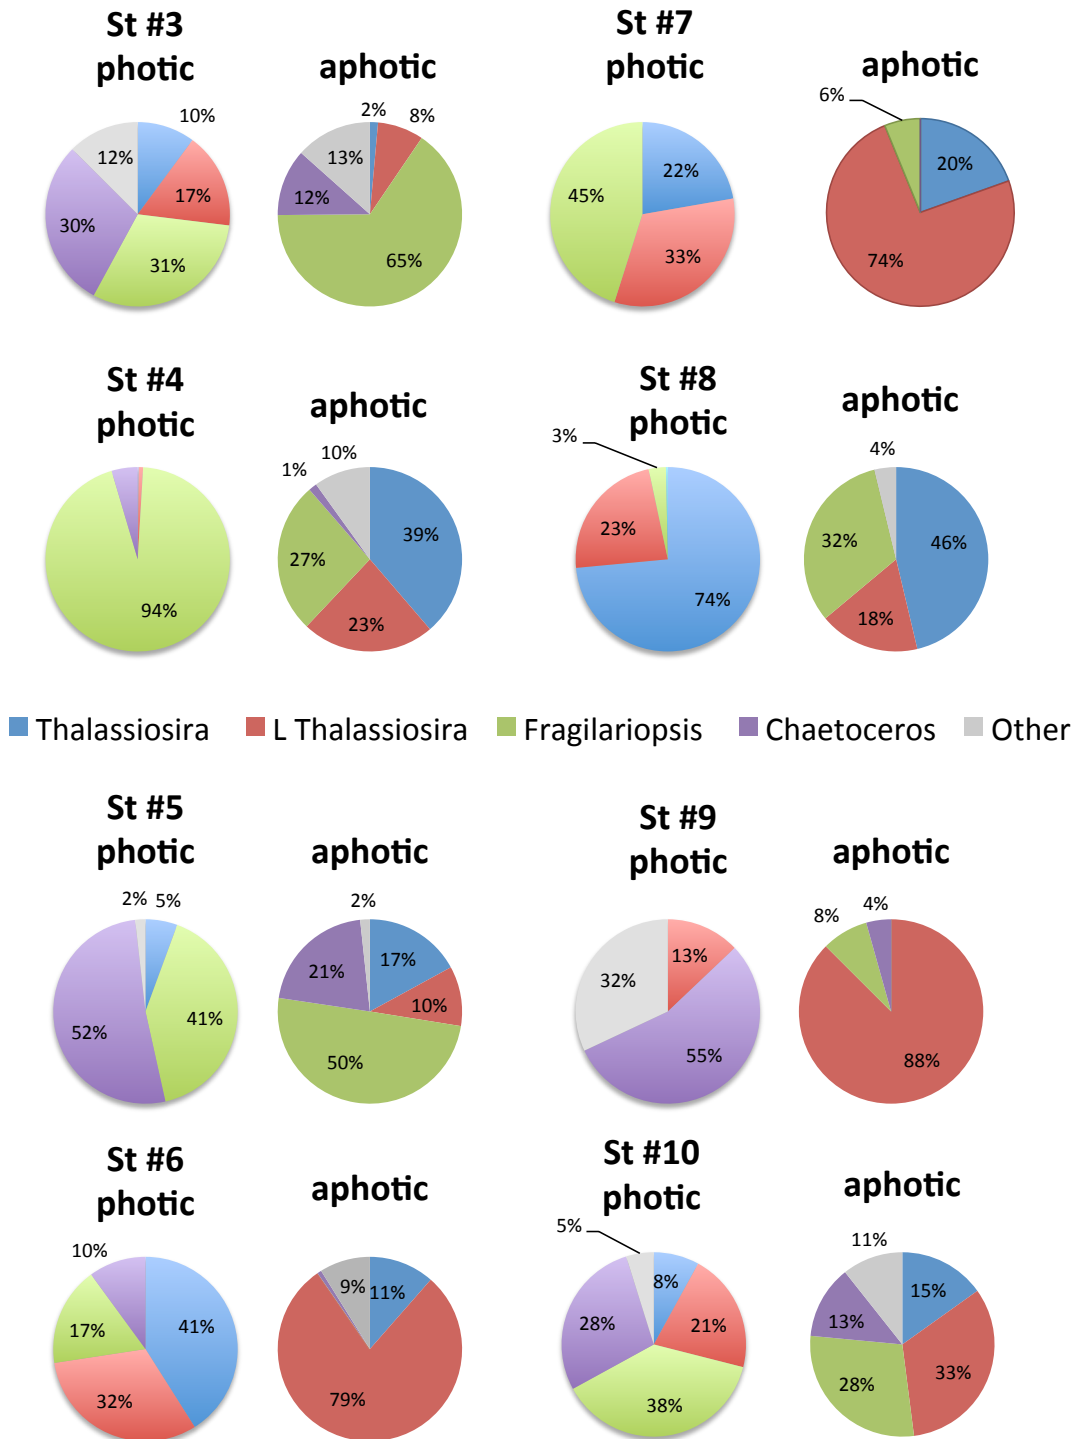 St #3
photic
aphotic
10%
17%
31%
30%
12%
2%
8%
65%
12%
13%
St #7
photic
aphotic
22%
33%
45%
6%
20%
74%
St #4
photic
aphotic
94%
1%
10%
39%
23%
27%
St #8
photic
aphotic
3%
23%
74%
4%
46%
18%
32%
Thalassiosira
L Thalassiosira
Fragilariopsis
Chaetoceros
Other
St #5
photic
aphotic
2%
5%
41%
52%
2%
17%
10%
50%
21%
St #9
photic
aphotic
13%
55%
32%
8%
4%
88%
St #6
photic
aphotic
10%
41%
32%
17%
9%
11%
79%
St #10
photic
aphotic
5%
8%
21%
38%
28%
11%
15%
33%
28%
13%